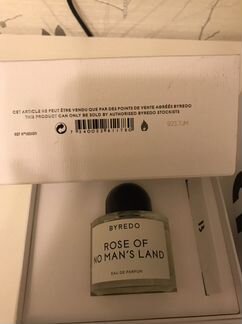 CET ARTICLE NE PEUT ÊTRE VENDU QUE PAR DES POINTS DE VENTE AGRÉÉS BYREDO
THIS PRODUCT CAN ONLY BE SOLD BY AUTHORISED BYREDO STOCKISTS
BYREDO
ROSE OF
NO MAN'S LAND
EAU DE PARFUM